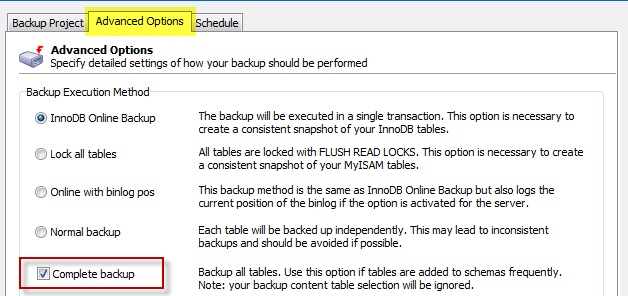 Backup Project Advanced Options Schedule
Advanced Options
Specify detailed settings of how your backup should be performed
Backup Execution Method
InnoDB Online Backup The backup will be executed in a single transaction. This option is necessary to
create a consistent snapshot of your InnoDB tables.
Lock all tables All tables are locked with FLUSH READ LOCKS. This option is necessary to create
a consistent snapshot of your MyISAM tables.
Online with binlog pos This backup method is the same as InnoDB Online Backup but also logs the
current position of the binlog if the option is activated for the server.
Normal backup Each table will be backed up independently. This may lead to inconsistent
backups and should be avoided if possible.
Complete backup Backup all tables. Use this option if tables are added to schemas frequently.
Note: your backup content table selection will be ignored.